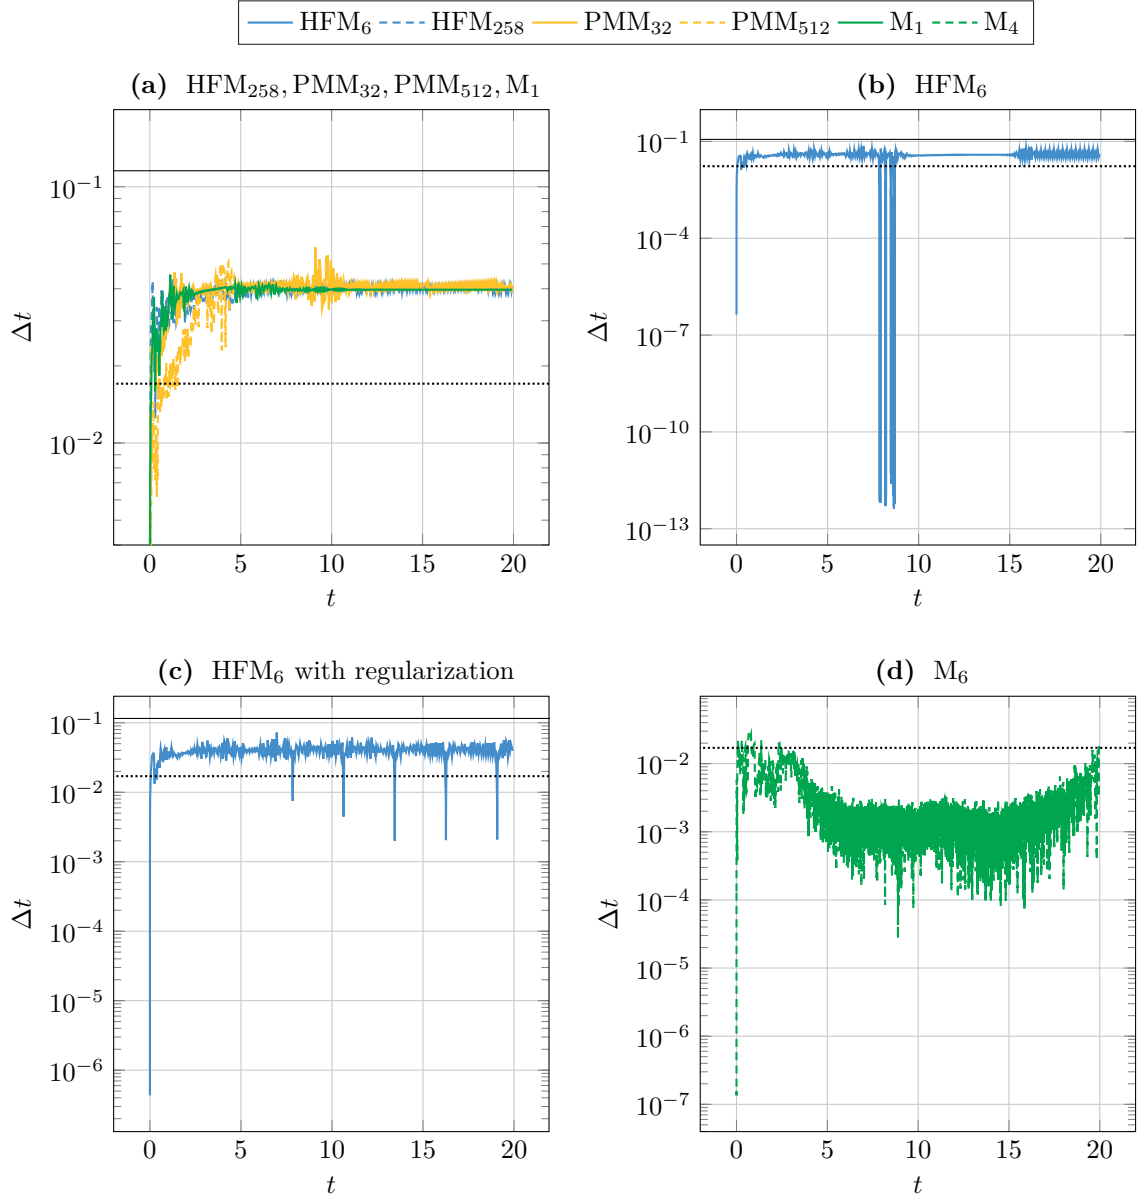 HFM₆ HFM₂₅₈ PMM₃₂ PMM₅₁₂ M₁ M₄
(a) HFM₂₅₈, PMM₃₂, PMM₅₁₂, M₁
10⁻¹
10⁻²
Δt
0 5 10 15 20
t
(b) HFM₆
10⁻¹
10⁻⁴
10⁻⁷
10⁻¹⁰
10⁻¹³
Δt
0 5 10 15 20
t
(c) HFM₆ with regularization
10⁻¹
10⁻²
10⁻³
10⁻⁴
10⁻⁵
10⁻⁶
Δt
0 5 10 15 20
t
(d) M₆
10⁻²
10⁻³
10⁻⁴
10⁻⁵
10⁻⁶
10⁻⁷
Δt
0 5 10 15 20
t